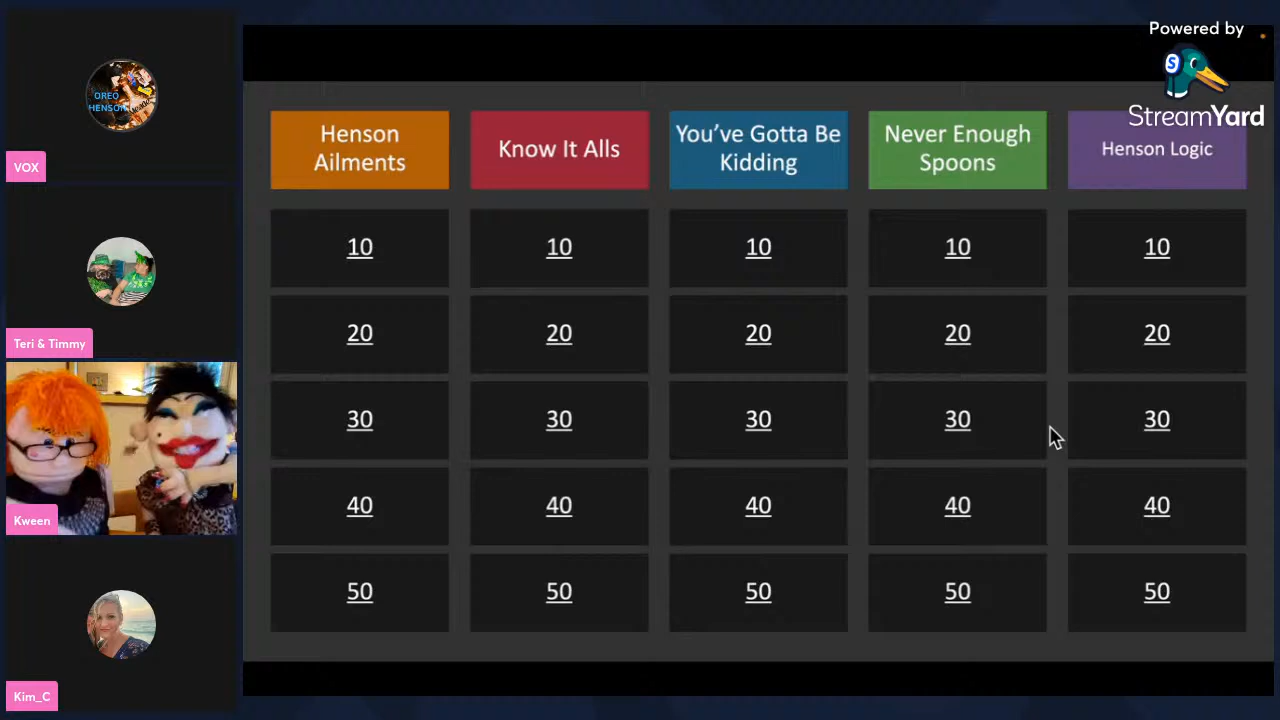 OREO
HENSON
VOX
Teri & Timmy
Kween
Kim_C
Powered by
S
StreamYard
Henson
Ailments
Know It Alls
You've Gotta Be
Kidding
Never Enough
Spoons
Henson Logic
10 10 10 10 10
20 20 20 20 20
30 30 30 30 30
40 40 40 40 40
50 50 50 50 50